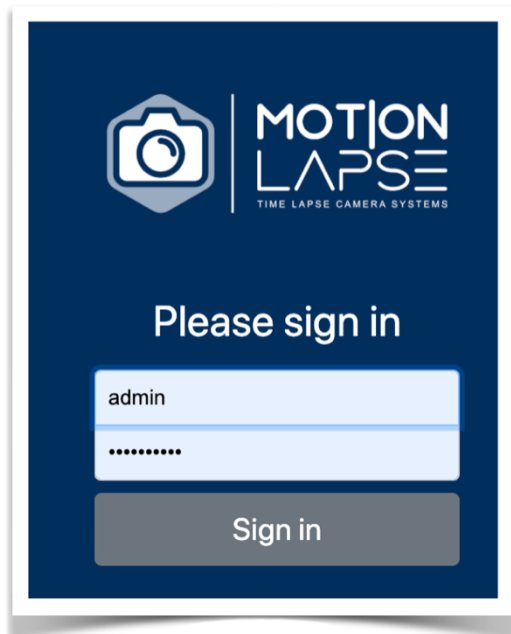 MOTION
LAPSE
TIME LAPSE CAMERA SYSTEMS
Please sign in
admin
••••••••••
Sign in